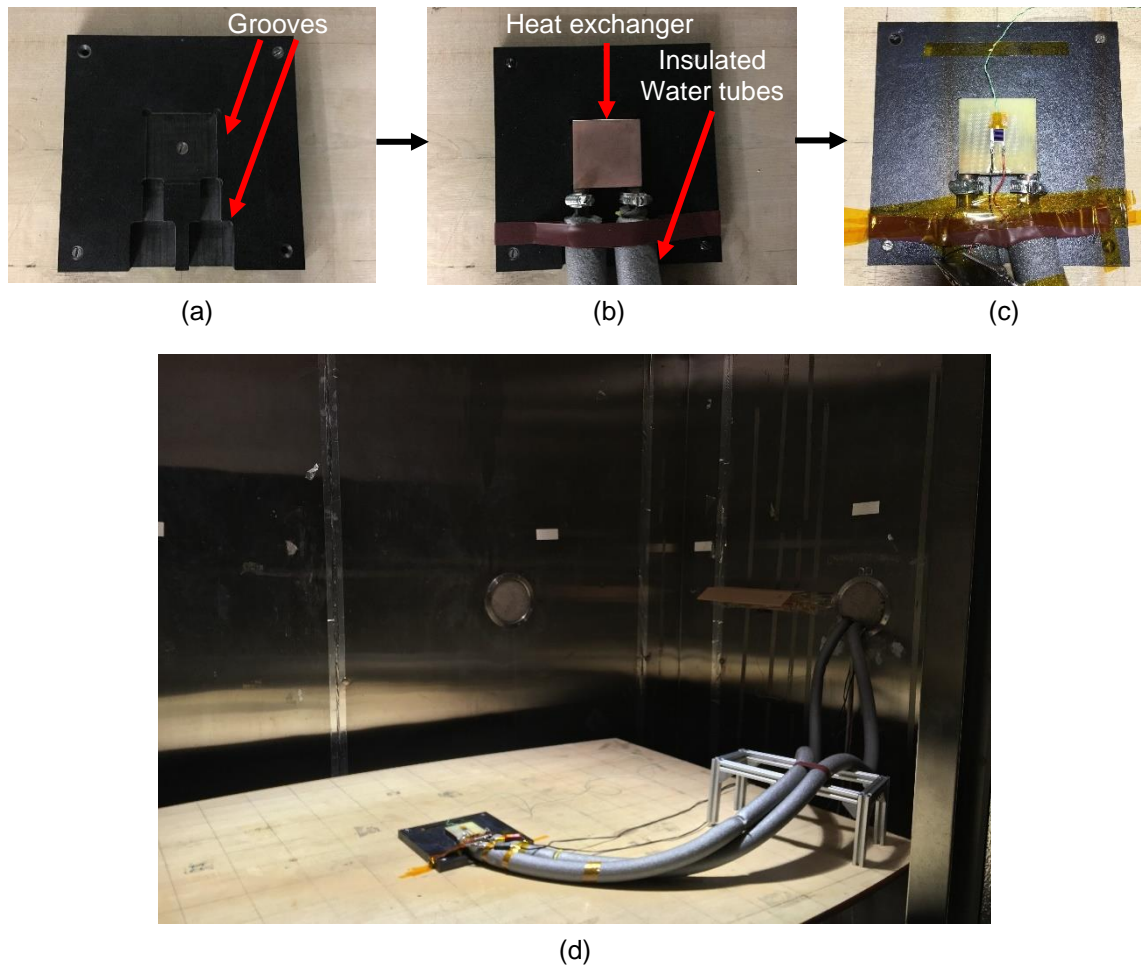 Grooves
Heat exchanger
Insulated
Water tubes
(a)
(b)
(c)
(d)